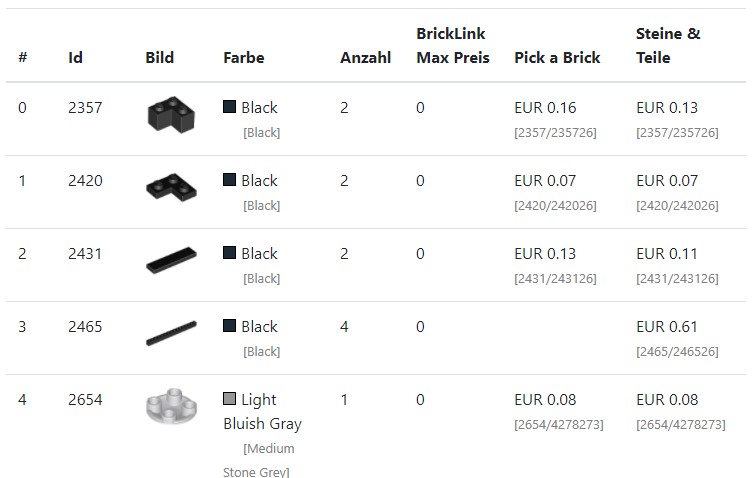 # Id Bild Farbe Anzahl BrickLink Max Preis Pick a Brick Steine & Teile
0 2357 Black 2 0 EUR 0.16 EUR 0.13
[Black] [2357/235726] [2357/235726]
1 2420 Black 2 0 EUR 0.07 EUR 0.07
[Black] [2420/242026] [2420/242026]
2 2431 Black 2 0 EUR 0.13 EUR 0.11
[Black] [2431/243126] [2431/243126]
3 2465 Black 4 0 EUR 0.61
[Black] [2465/246526]
4 2654 Light 1 0 EUR 0.08 EUR 0.08
Bluish Gray [2654/4278273] [2654/4278273]
[Medium
Stone Grey]